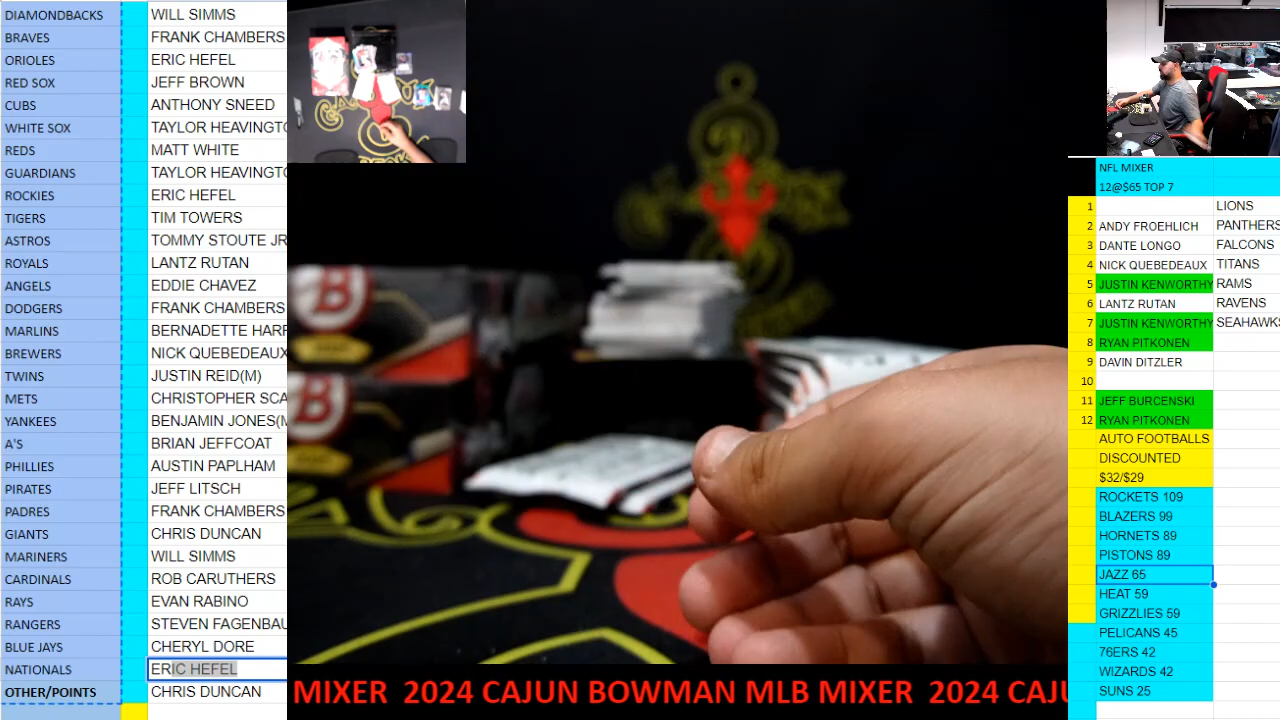 DIAMONDBACKS WILL SIMMS
BRAVES FRANK CHAMBERS
ORIOLES ERIC HEFEL
RED SOX JEFF BROWN
CUBS ANTHONY SNEED
WHITE SOX TAYLOR HEAVINGTO
REDS MATT WHITE
GUARDIANS TAYLOR HEAVINGTO
ROCKIES ERIC HEFEL
TIGERS TIM TOWERS
ASTROS TOMMY STOUTE JR
ROYALS LANTZ RUTAN
ANGELS EDDIE CHAVEZ
DODGERS FRANK CHAMBERS
MARLINS BERNADETTE HARR
BREWERS NICK QUEBEDEAUX
TWINS JUSTIN REID(M)
METS CHRISTOPHER SCA
YANKEES BENJAMIN JONES(M
A'S BRIAN JEFFCOAT
PHILLIES AUSTIN PAPLHAM
PIRATES JEFF LITSCH
PADRES FRANK CHAMBERS
GIANTS CHRIS DUNCAN
MARINERS WILL SIMMS
CARDINALS ROB CARUTHERS
RAYS EVAN RABINO
RANGERS STEVEN FAGENBAU
BLUE JAYS CHERYL DORE
NATIONALS ERIC HEFEL
OTHER/POINTS CHRIS DUNCAN
NFL MIXER
12@$65 TOP 7
1 LIONS
2 ANDY FROEHLICH PANTHERS
3 DANTE LONGO FALCONS
4 NICK QUEBEDEAUX TITANS
5 JUSTIN KENWORTHY RAMS
6 LANTZ RUTAN RAVENS
7 JUSTIN KENWORTHY SEAHAWKS
8 RYAN PITKONEN
9 DAVIN DITZLER
10
11 JEFF BURCENSKI
12 RYAN PITKONEN
AUTO FOOTBALLS
DISCOUNTED
$32/$29
ROCKETS 109
BLAZERS 99
HORNETS 89
PISTONS 89
JAZZ 65
HEAT 59
GRIZZLIES 59
PELICANS 45
76ERS 42
WIZARDS 42
SUNS 25
B
B
MIXER 2024 CAJUN BOWMAN MLB MIXER 2024 CAJU